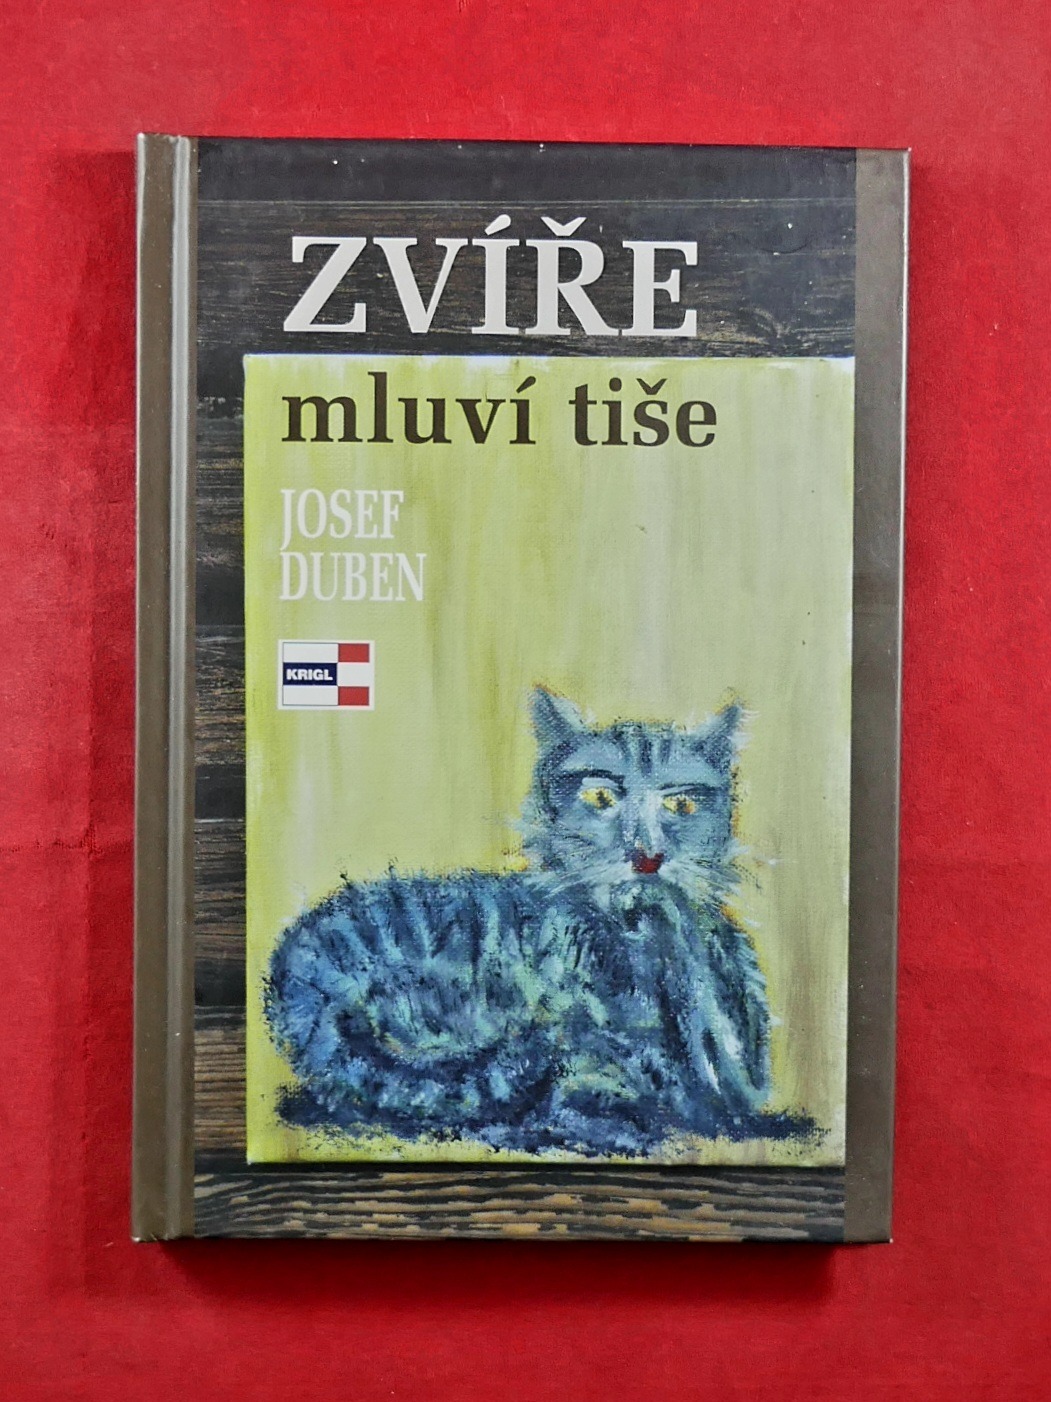 ZVÍŘE
mluví tiše
JOSEF
DUBEN
KRIGL